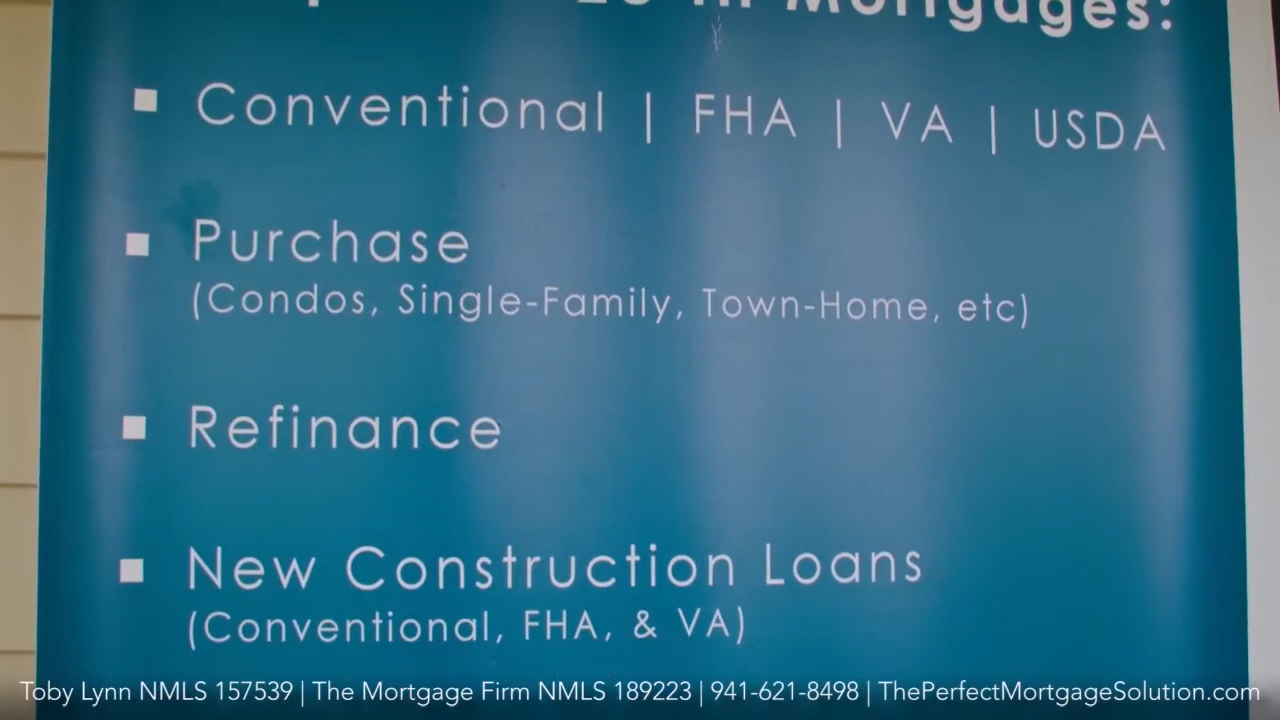 Mortgages:
▪ Conventional | FHA | VA | USDA
▪ Purchase
(Condos, Single-Family, Town-Home, etc)
▪ Refinance
▪ New Construction Loans
(Conventional, FHA, & VA)
Toby Lynn NMLS 157539 | The Mortgage Firm NMLS 189223 | 941-621-8498 | ThePerfectMortgageSolution.com